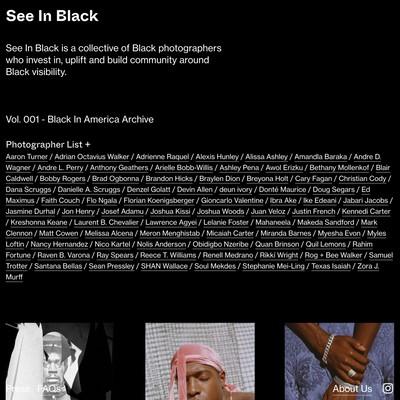 See In Black
See In Black is a collective of Black photographers
who invest in, uplift and build community around
Black visibility.
Vol. 001 - Black In America Archive
Photographer List +
Aaron Turner / Adrian Octavius Walker / Adrienne Raquel / Alexis Hunley / Alissa Ashley / Amandla Baraka / Andre D.
Wagner / Andre L. Perry / Anthony Geathers / Arielle Bobb-Willis / Ashley Pena / Awol Erizku / Bethany Mollenkof / Blair
Caldwell / Bobby Rogers / Brad Ogbonna / Brandon Hicks / Braylen Dion / Breyona Holt / Cary Fagan / Christian Cody /
Dana Scruggs / Danielle A. Scruggs / Denzel Golatt / Devin Allen / deun ivory / Donté Maurice / Doug Segars / Ed
Maximus / Faith Couch / Flo Ngala / Florian Koenigsberger / Gioncarlo Valentine / Ibra Ake / Ike Edeani / Jabari Jacobs /
Jasmine Durhal / Jon Henry / Josef Adamu / Joshua Kissi / Joshua Woods / Juan Veloz / Justin French / Kennedi Carter
/ Kreshonna Keane / Laurent B. Chevalier / Lawrence Agyei / Lelanie Foster / Mahaneela / Makeda Sandford / Mark
Clennon / Matt Cowen / Melissa Alcena / Meron Menghistab / Micaiah Carter / Miranda Barnes / Myesha Evon / Myles
Loftin / Nancy Hernandez / Nico Kartel / Nolis Anderson / Obidigbo Nzeribe / Quan Brinson / Quil Lemons / Rahim
Fortune / Raven B. Varona / Ray Spears / Reece T. Williams / Renell Medrano / Rikki Wright / Rog + Bee Walker / Samuel
Trotter / Santana Bellas / Sean Pressley / SHAN Wallace / Soul Mekdes / Stephanie Mei-Ling / Texas Isaiah / Zora J.
Murff
Press FAQs
About Us